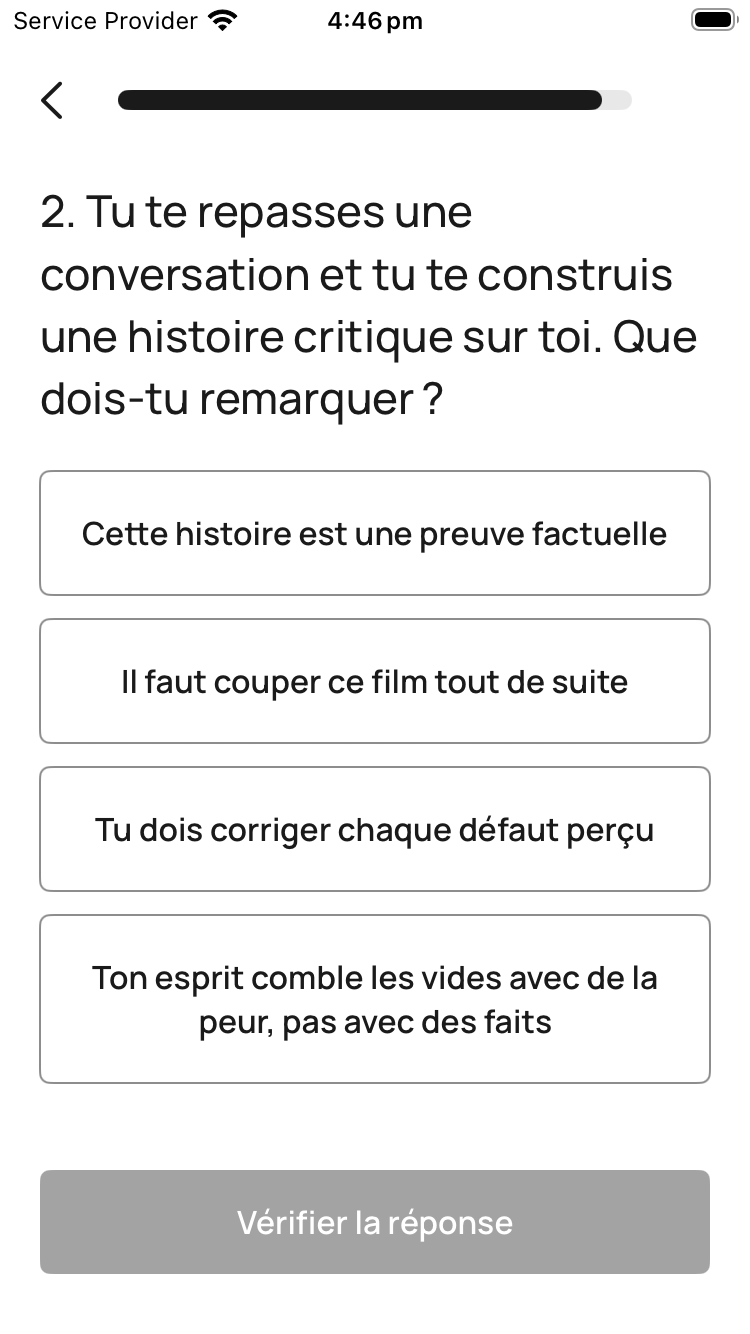 Service Provider 4:46 pm
2. Tu te repasses une
conversation et tu te construis
une histoire critique sur toi. Que
dois-tu remarquer ?
Cette histoire est une preuve factuelle
Il faut couper ce film tout de suite
Tu dois corriger chaque défaut perçu
Ton esprit comble les vides avec de la
peur, pas avec des faits
Vérifier la réponse